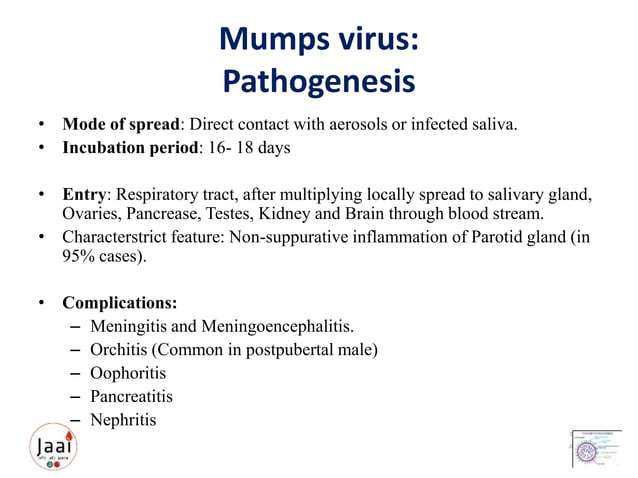 Mumps virus:
Pathogenesis
• Mode of spread: Direct contact with aerosols or infected saliva.
• Incubation period: 16- 18 days
• Entry: Respiratory tract, after multiplying locally spread to salivary gland,
Ovaries, Pancrease, Testes, Kidney and Brain through blood stream.
• Characterstrict feature: Non-suppurative inflammation of Parotid gland (in
95% cases).
• Complications:
– Meningitis and Meningoencephalitis.
– Orchitis (Common in postpubertal male)
– Oophoritis
– Pancreatitis
– Nephritis
Jaai